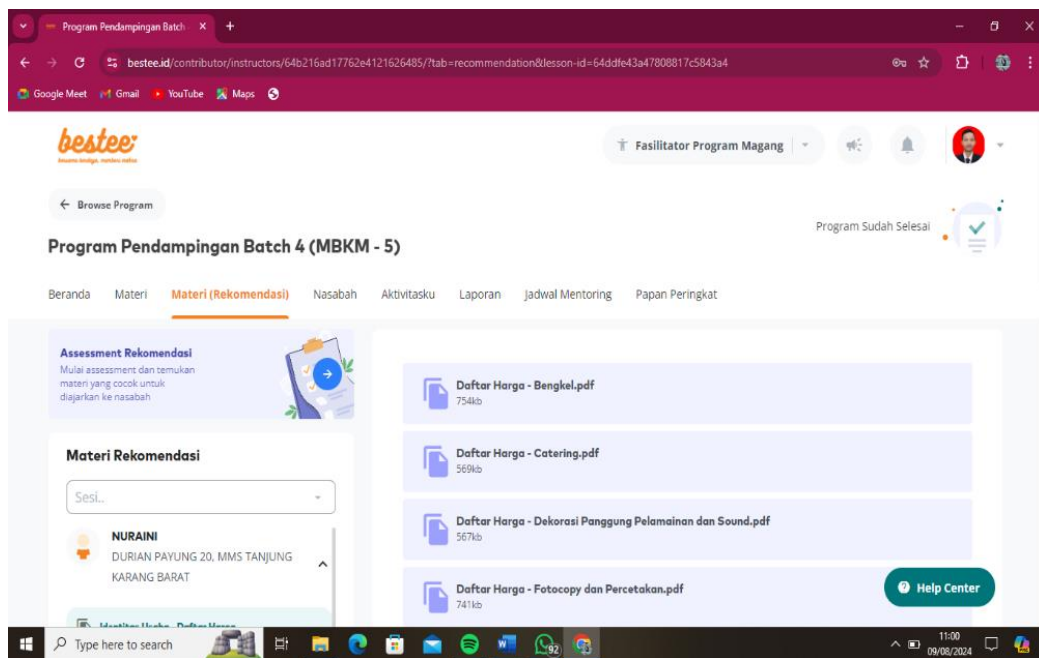 Program Pendampingan Batch
bestee.id/contributor/instructors/64b216ad17762e4121626485/?tab=recommendation&lesson-id=64ddfe43a47808817c5843a4
Google Meet Gmail YouTube Maps
bestee:
Fasilitator Program Magang
← Browse Program
Program Sudah Selesai
Program Pendampingan Batch 4 (MBKM - 5)
Beranda Materi Materi (Rekomendasi) Nasabah Aktivitasku Laporan Jadwal Mentoring Papan Peringkat
Assessment Rekomendasi
Mulai assessment dan temukan
materi yang cocok untuk
diajarkan ke nasabah
Materi Rekomendasi
Sesi..
NURAINI
DURIAN PAYUNG 20, MMS TANJUNG
KARANG BARAT
Identitas Usaha - Daftar Harga
Daftar Harga - Bengkel.pdf
754kb
Daftar Harga - Catering.pdf
569kb
Daftar Harga - Dekorasi Panggung Pelamainan dan Sound.pdf
567kb
Daftar Harga - Fotocopy dan Percetakan.pdf
741kb
Help Center
Type here to search
92
11:00
09/08/2024